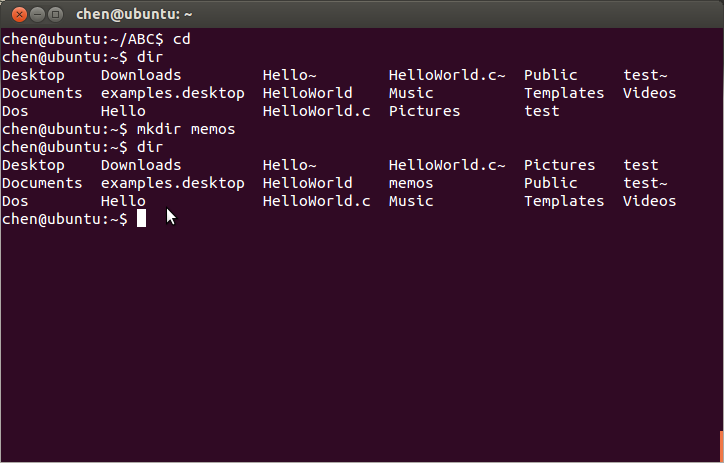 chen@ubuntu: ~
chen@ubuntu:~/ABC$ cd
chen@ubuntu:~$ dir
Desktop    Downloads         Hello~        HelloWorld.c~  Public     test~
Documents  examples.desktop  HelloWorld    Music          Templates  Videos
Dos        Hello             HelloWorld.c  Pictures       test
chen@ubuntu:~$ mkdir memos
chen@ubuntu:~$ dir
Desktop    Downloads         Hello~        HelloWorld.c~  Pictures   test
Documents  examples.desktop  HelloWorld    memos          Public     test~
Dos        Hello             HelloWorld.c  Music          Templates  Videos
chen@ubuntu:~$